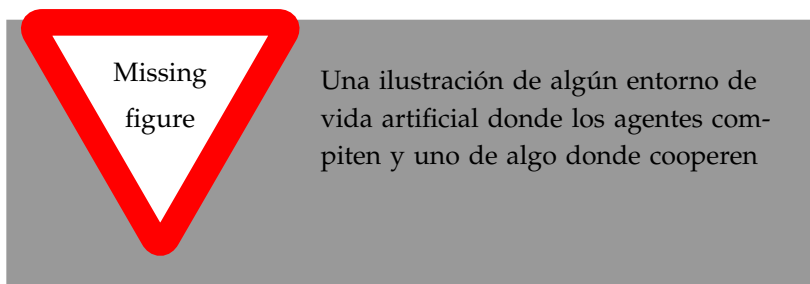 Missing
figure
Una ilustración de algún entorno de
vida artificial donde los agentes com-
piten y uno de algo donde cooperen